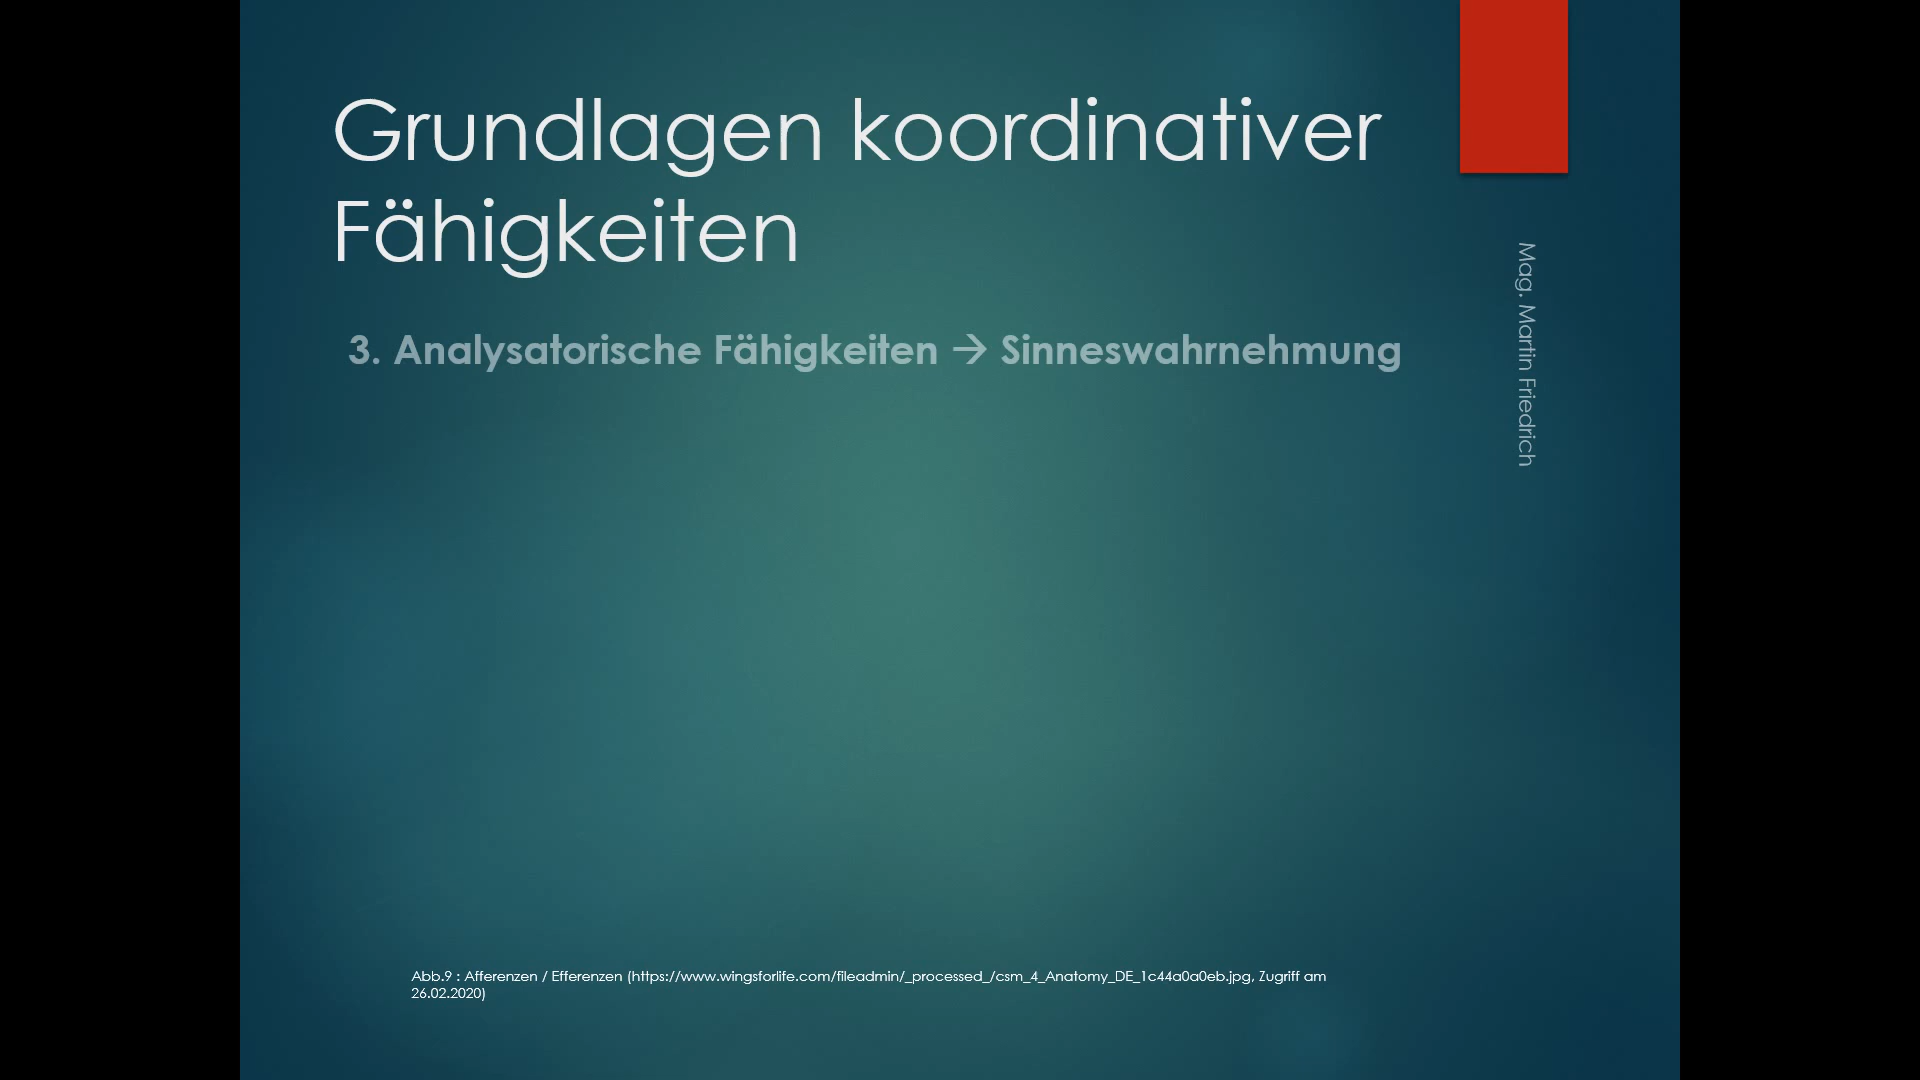 Grundlagen koordinativer
Fähigkeiten
3. Analysatorische Fähigkeiten → Sinneswahrnehmung
Mag. Martin Friedrich
Abb.9 : Afferenzen / Efferenzen (https://www.wingsforlife.com/fileadmin/_processed_/csm_4_Anatomy_DE_1c44a0a0eb.jpg, Zugriff am
26.02.2020)